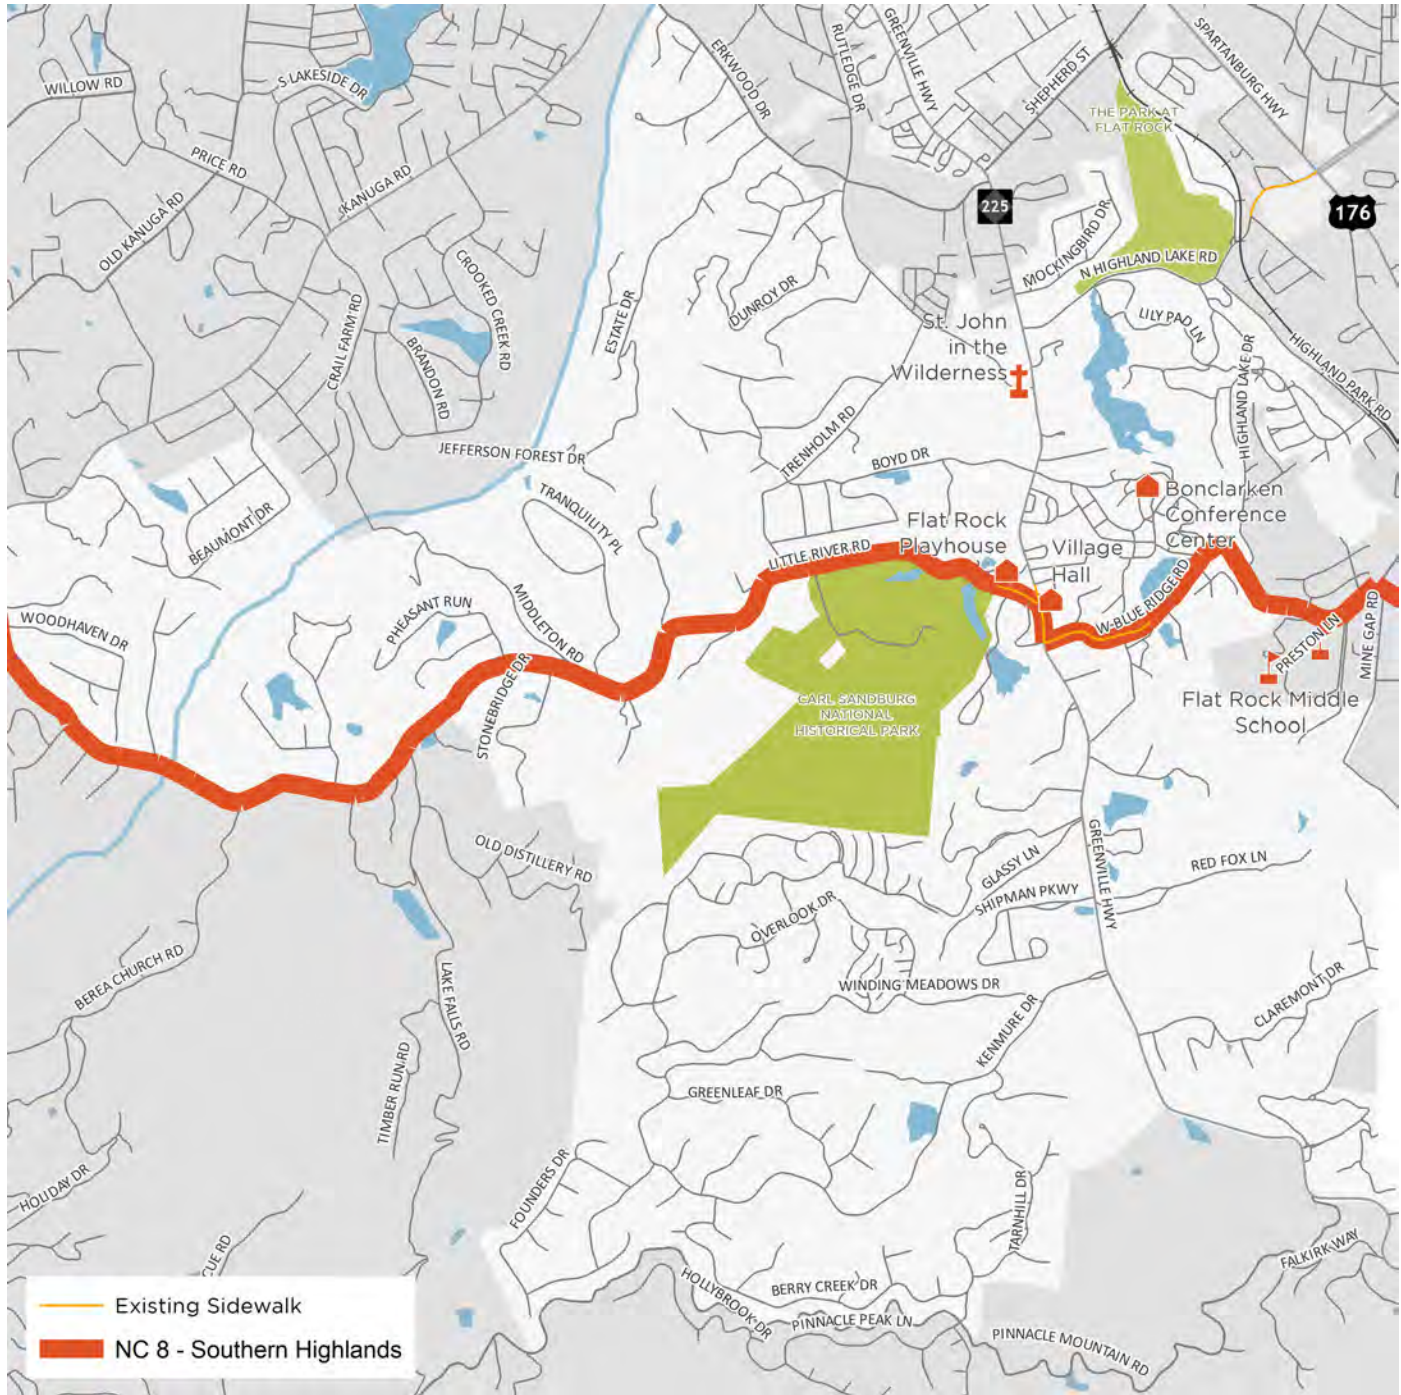 WILLOW RD
S LAKESIDE DR
ERKWOOD DR
RUTLEDGE DR
GREENVILLE HWY
SHEPHERD ST
SPARTANBURG HWY
THE PARK AT
FLAT ROCK
PRICE RD
KANUGA RD
OLD KANUGA RD
225
176
MOCKINGBIRD DR
N HIGHLAND LAKE RD
CROOKED CREEK RD
CRAIL FARM RD
BRANDON RD
ESTATE DR
DUNROY DR
LILY PAD LN
St. John
in the
Wilderness
HIGHLAND LAKE DR
HIGHLAND PARK RD
JEFFERSON FOREST DR
TRENHOLM RD
BOYD DR
BEAUMONT DR
TRANQUILITY PL
Bonclarken
Conference
Center
Flat Rock
Playhouse
Village
Hall
LITTLE RIVER RD
WOODHAVEN DR
PHEASANT RUN
MIDDLETON RD
W BLUE RIDGE RD
PRESTON LN
MINE GAP RD
STONEBRIDGE DR
Flat Rock Middle
School
CARL SANDBURG
NATIONAL
HISTORICAL PARK
OLD DISTILLERY RD
GLASSY LN
SHIPMAN PKWY
GREENVILLE HWY
RED FOX LN
OVERLOOK DR
BEREA CHURCH RD
LAKE FALLS RD
WINDING MEADOWS DR
KENMURE DR
CLAREMONT DR
TIMBER RUN RD
GREENLEAF DR
HOLIDAY DR
FOUNDERS DR
TARNHILL DR
CUE RD
FALKIRK WAY
HOLLYBROOK DR
BERRY CREEK DR
PINNACLE PEAK LN
PINNACLE MOUNTAIN RD
Existing Sidewalk
NC 8 - Southern Highlands